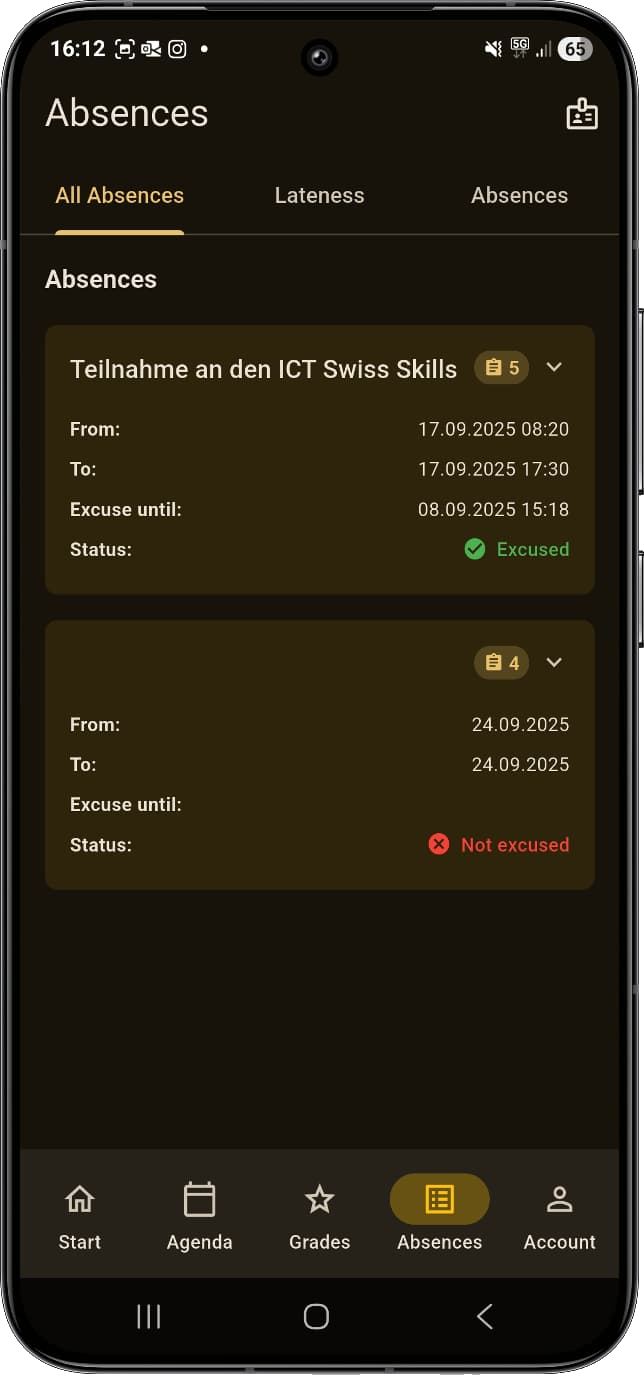 16:12
5G
65
Absences
All Absences Lateness Absences
Absences
Teilnahme an den ICT Swiss Skills 5
From: 17.09.2025 08:20
To: 17.09.2025 17:30
Excuse until: 08.09.2025 15:18
Status: Excused
4
From: 24.09.2025
To: 24.09.2025
Excuse until:
Status: Not excused
Start Agenda Grades Absences Account